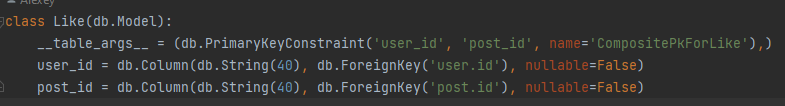 Alexey
class Like(db.Model):
    __table_args__ = (db.PrimaryKeyConstraint('user_id', 'post_id', name='CompositePkForLike'),)
    user_id = db.Column(db.String(40), db.ForeignKey('user.id'), nullable=False)
    post_id = db.Column(db.String(40), db.ForeignKey('post.id'), nullable=False)